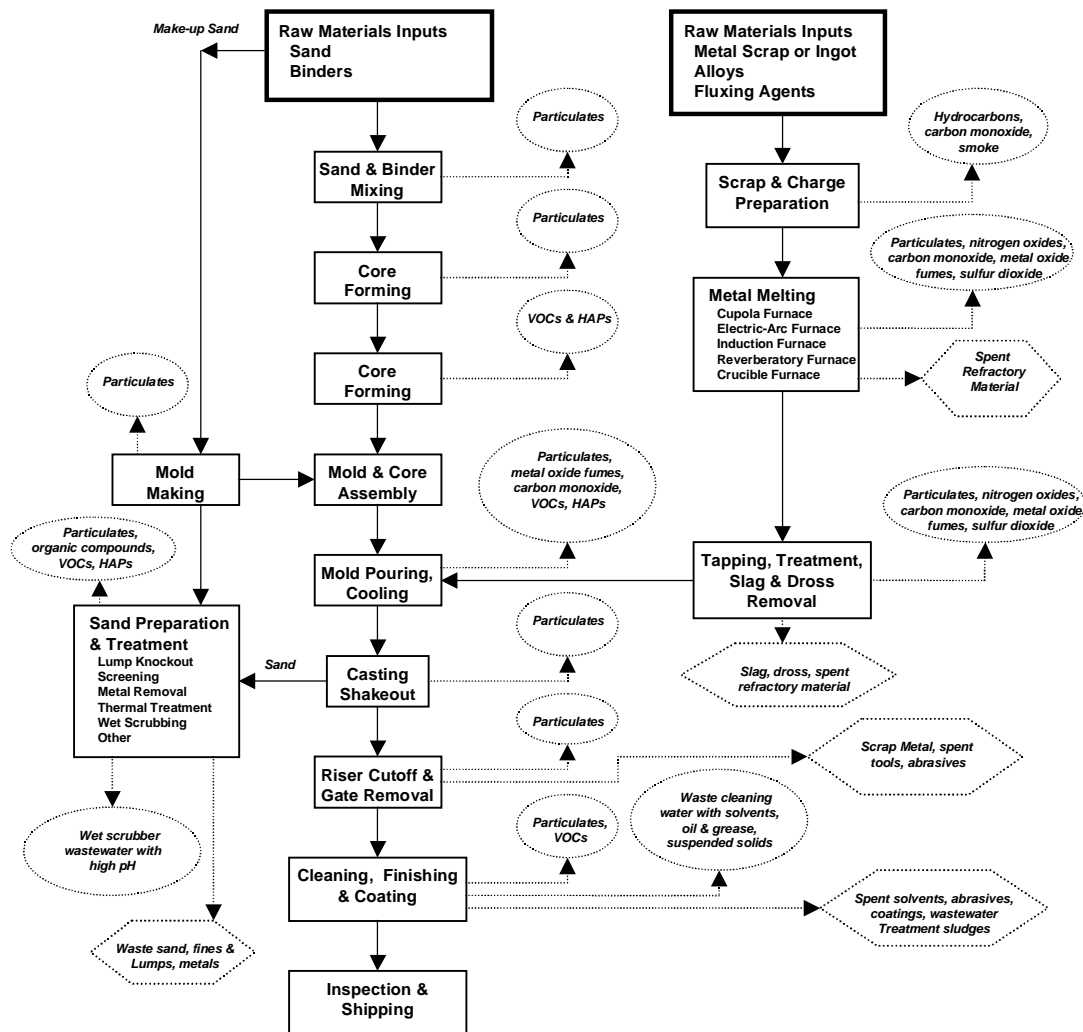 Make-up Sand
Raw Materials Inputs
Sand
Binders
Raw Materials Inputs
Metal Scrap or Ingot
Alloys
Fluxing Agents
Particulates
Hydrocarbons,
carbon monoxide,
smoke
Sand & Binder
Mixing
Scrap & Charge
Preparation
Particulates
Particulates, nitrogen oxides,
carbon monoxide, metal oxide
fumes, sulfur dioxide
Core
Forming
Metal Melting
Cupola Furnace
Electric-Arc Furnace
Induction Furnace
Reverberatory Furnace
Crucible Furnace
VOCs & HAPs
Spent
Refractory
Material
Core
Forming
Particulates
Mold
Making
Mold & Core
Assembly
Particulates,
metal oxide fumes,
carbon monoxide,
VOCs, HAPs
Particulates, nitrogen oxides,
carbon monoxide, metal oxide
fumes, sulfur dioxide
Particulates,
organic compounds,
VOCs, HAPs
Mold Pouring,
Cooling
Tapping, Treatment,
Slag & Dross
Removal
Particulates
Sand Preparation
& Treatment
Lump Knockout
Screening
Metal Removal
Thermal Treatment
Wet Scrubbing
Other
Sand
Casting
Shakeout
Slag, dross, spent
refractory material
Particulates
Riser Cutoff &
Gate Removal
Scrap Metal, spent
tools, abrasives
Wet scrubber
wastewater with
high pH
Particulates,
VOCs
Waste cleaning
water with solvents,
oil & grease,
suspended solids
Cleaning, Finishing
& Coating
Spent solvents, abrasives,
coatings, wastewater
Treatment sludges
Waste sand, fines &
Lumps, metals
Inspection &
Shipping